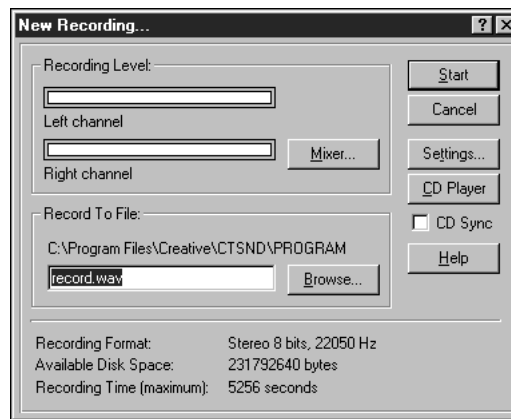 New Recording...
Recording Level:
Left channel
Right channel
Mixer...
Record To File:
C:\Program Files\Creative\CTSND\PROGRAM
record.wav
Browse...
Start
Cancel
Settings...
CD Player
CD Sync
Help
Recording Format: Stereo 8 bits, 22050 Hz
Available Disk Space: 231792640 bytes
Recording Time (maximum): 5256 seconds